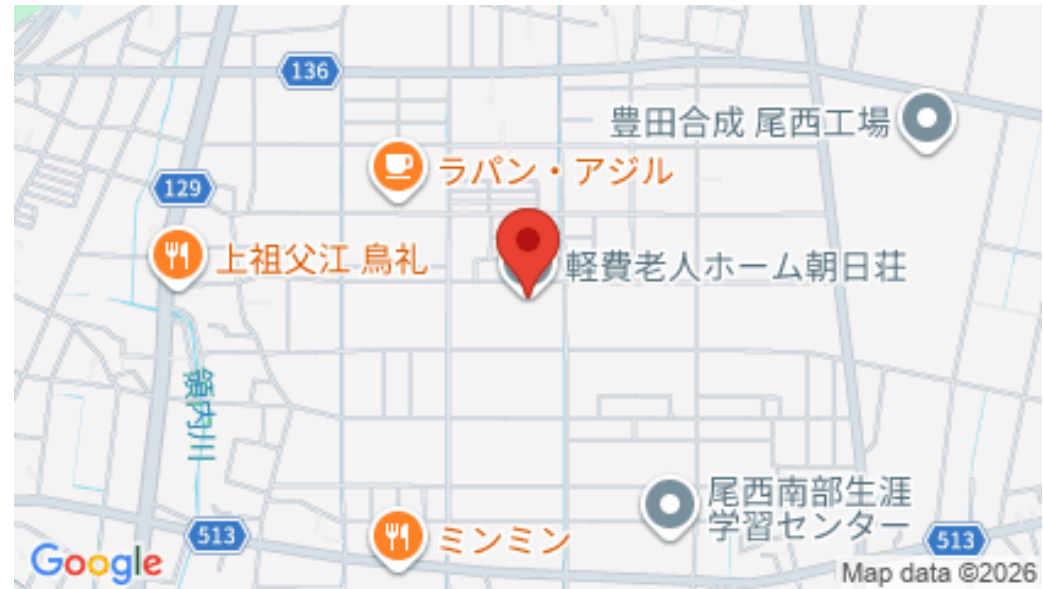 136
豊田合成 尾西工場
ラパン・アジル
129
上祖父江 鳥礼
軽費老人ホーム朝日荘
領内川
尾西南部生涯
学習センター
513
ミンミン
513
Google
Map data ©2026